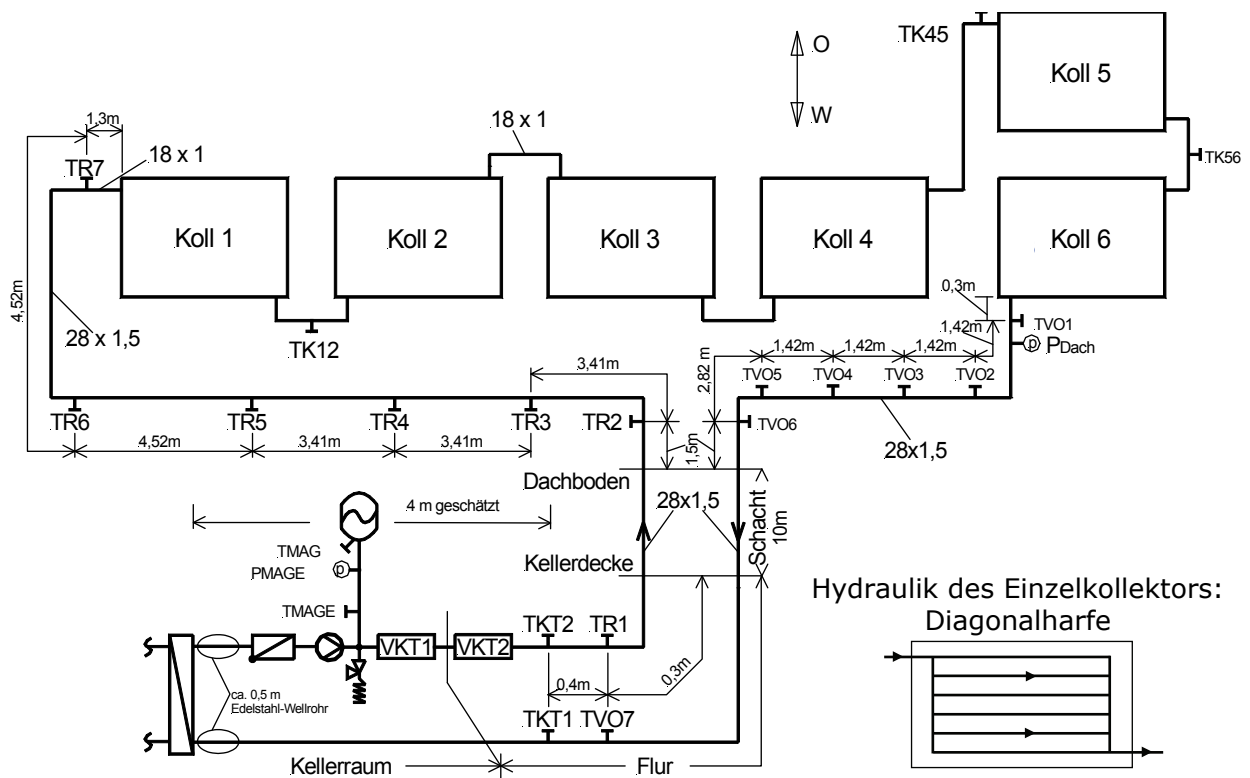 TK45
O
W
Koll 5
1,3m
18 x 1
18 x 1
TR7
TK56
Koll 1
Koll 2
Koll 3
Koll 4
Koll 6
4,52m
0,3m
28 x 1,5
TK12
TVO1
1,42m
p
PDach
1,42m
1,42m
1,42m
2,82 m
3,41m
TVO5
TVO4
TVO3
TVO2
TR6
TR5
TR4
TR3
TR2
TVO6
4,52m
3,41m
3,41m
1,5m
28x1,5
Dachboden
4 m geschätzt
28x1,5
Schacht
10m
TMAG
PMAGE
p
Kellerdecke
TMAGE
Hydraulik des Einzelkollektors:
Diagonalharfe
TKT2
TR1
VKT1
VKT2
0,3m
0,4m
ca. 0,5 m
Edelstahl-Wellrohr
TKT1
TVO7
Kellerraum
Flur